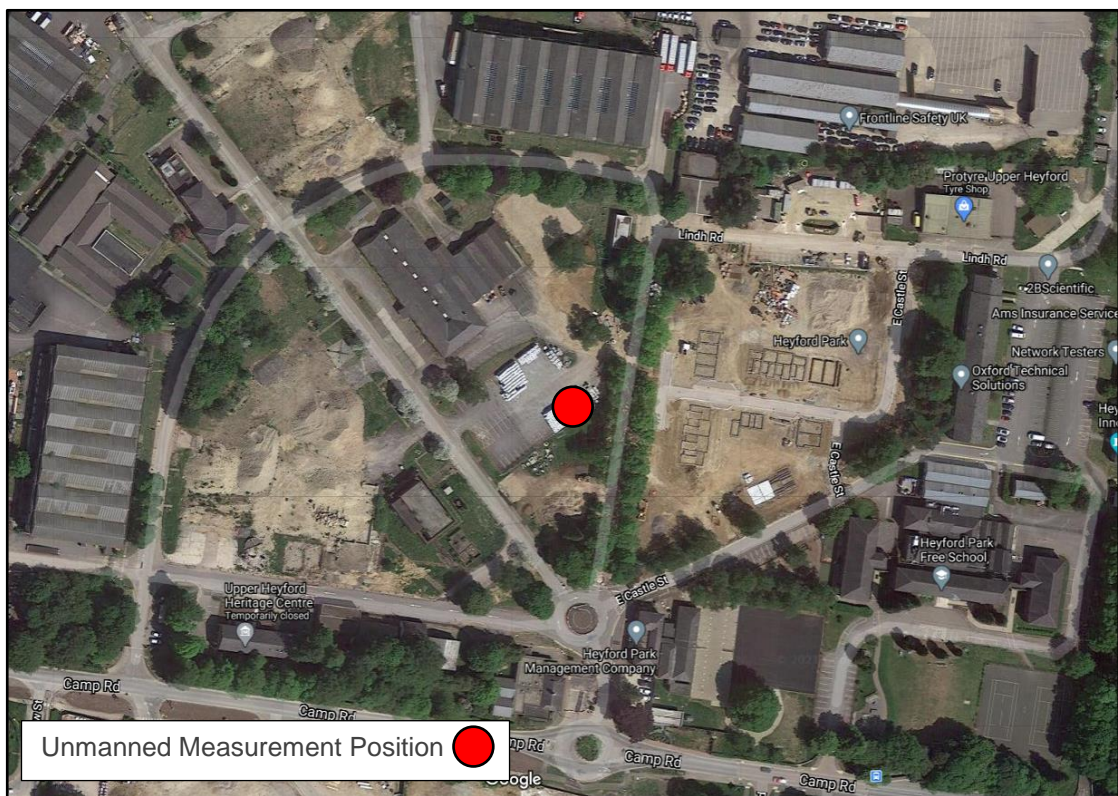 Frontline Safety UK
Protyre Upper Heyford
Tyre Shop
Lindh Rd
Lindh Rd
2BScientific
E Castle St
Ams Insurance Service
Heyford Park
Network Testers
Oxford Technical
Solutions
Hey
Inn
E Castle St
Heyford Park
Free School
Upper Heyford
Heritage Centre
Temporarily closed
E Castle St
Heyford Park
Management Company
Camp Rd
Camp Rd
Camp Rd
Camp Rd
Unmanned Measurement Position
Google